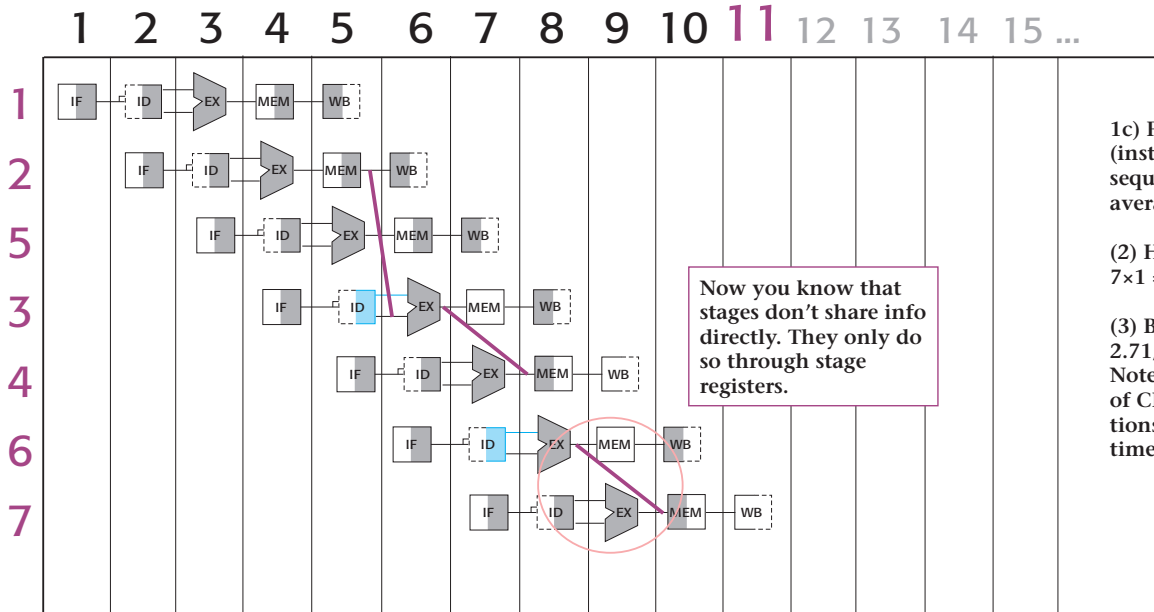 1 2 3 4 5 6 7 8 9 10 11 12 13 14 15 ...
1 IF ID EX MEM WB
2 IF ID EX MEM WB
5 IF ID EX MEM WB
3 IF ID EX MEM WB
4 IF ID EX MEM WB
6 IF ID EX MEM WB
7 IF ID EX MEM WB
Now you know that
stages don't share info
directly. They only do
so through stage
registers.
1c)
(inst
sequ
avera
(2)
7×1
(3) B
2.71,
Note
of
tions
time